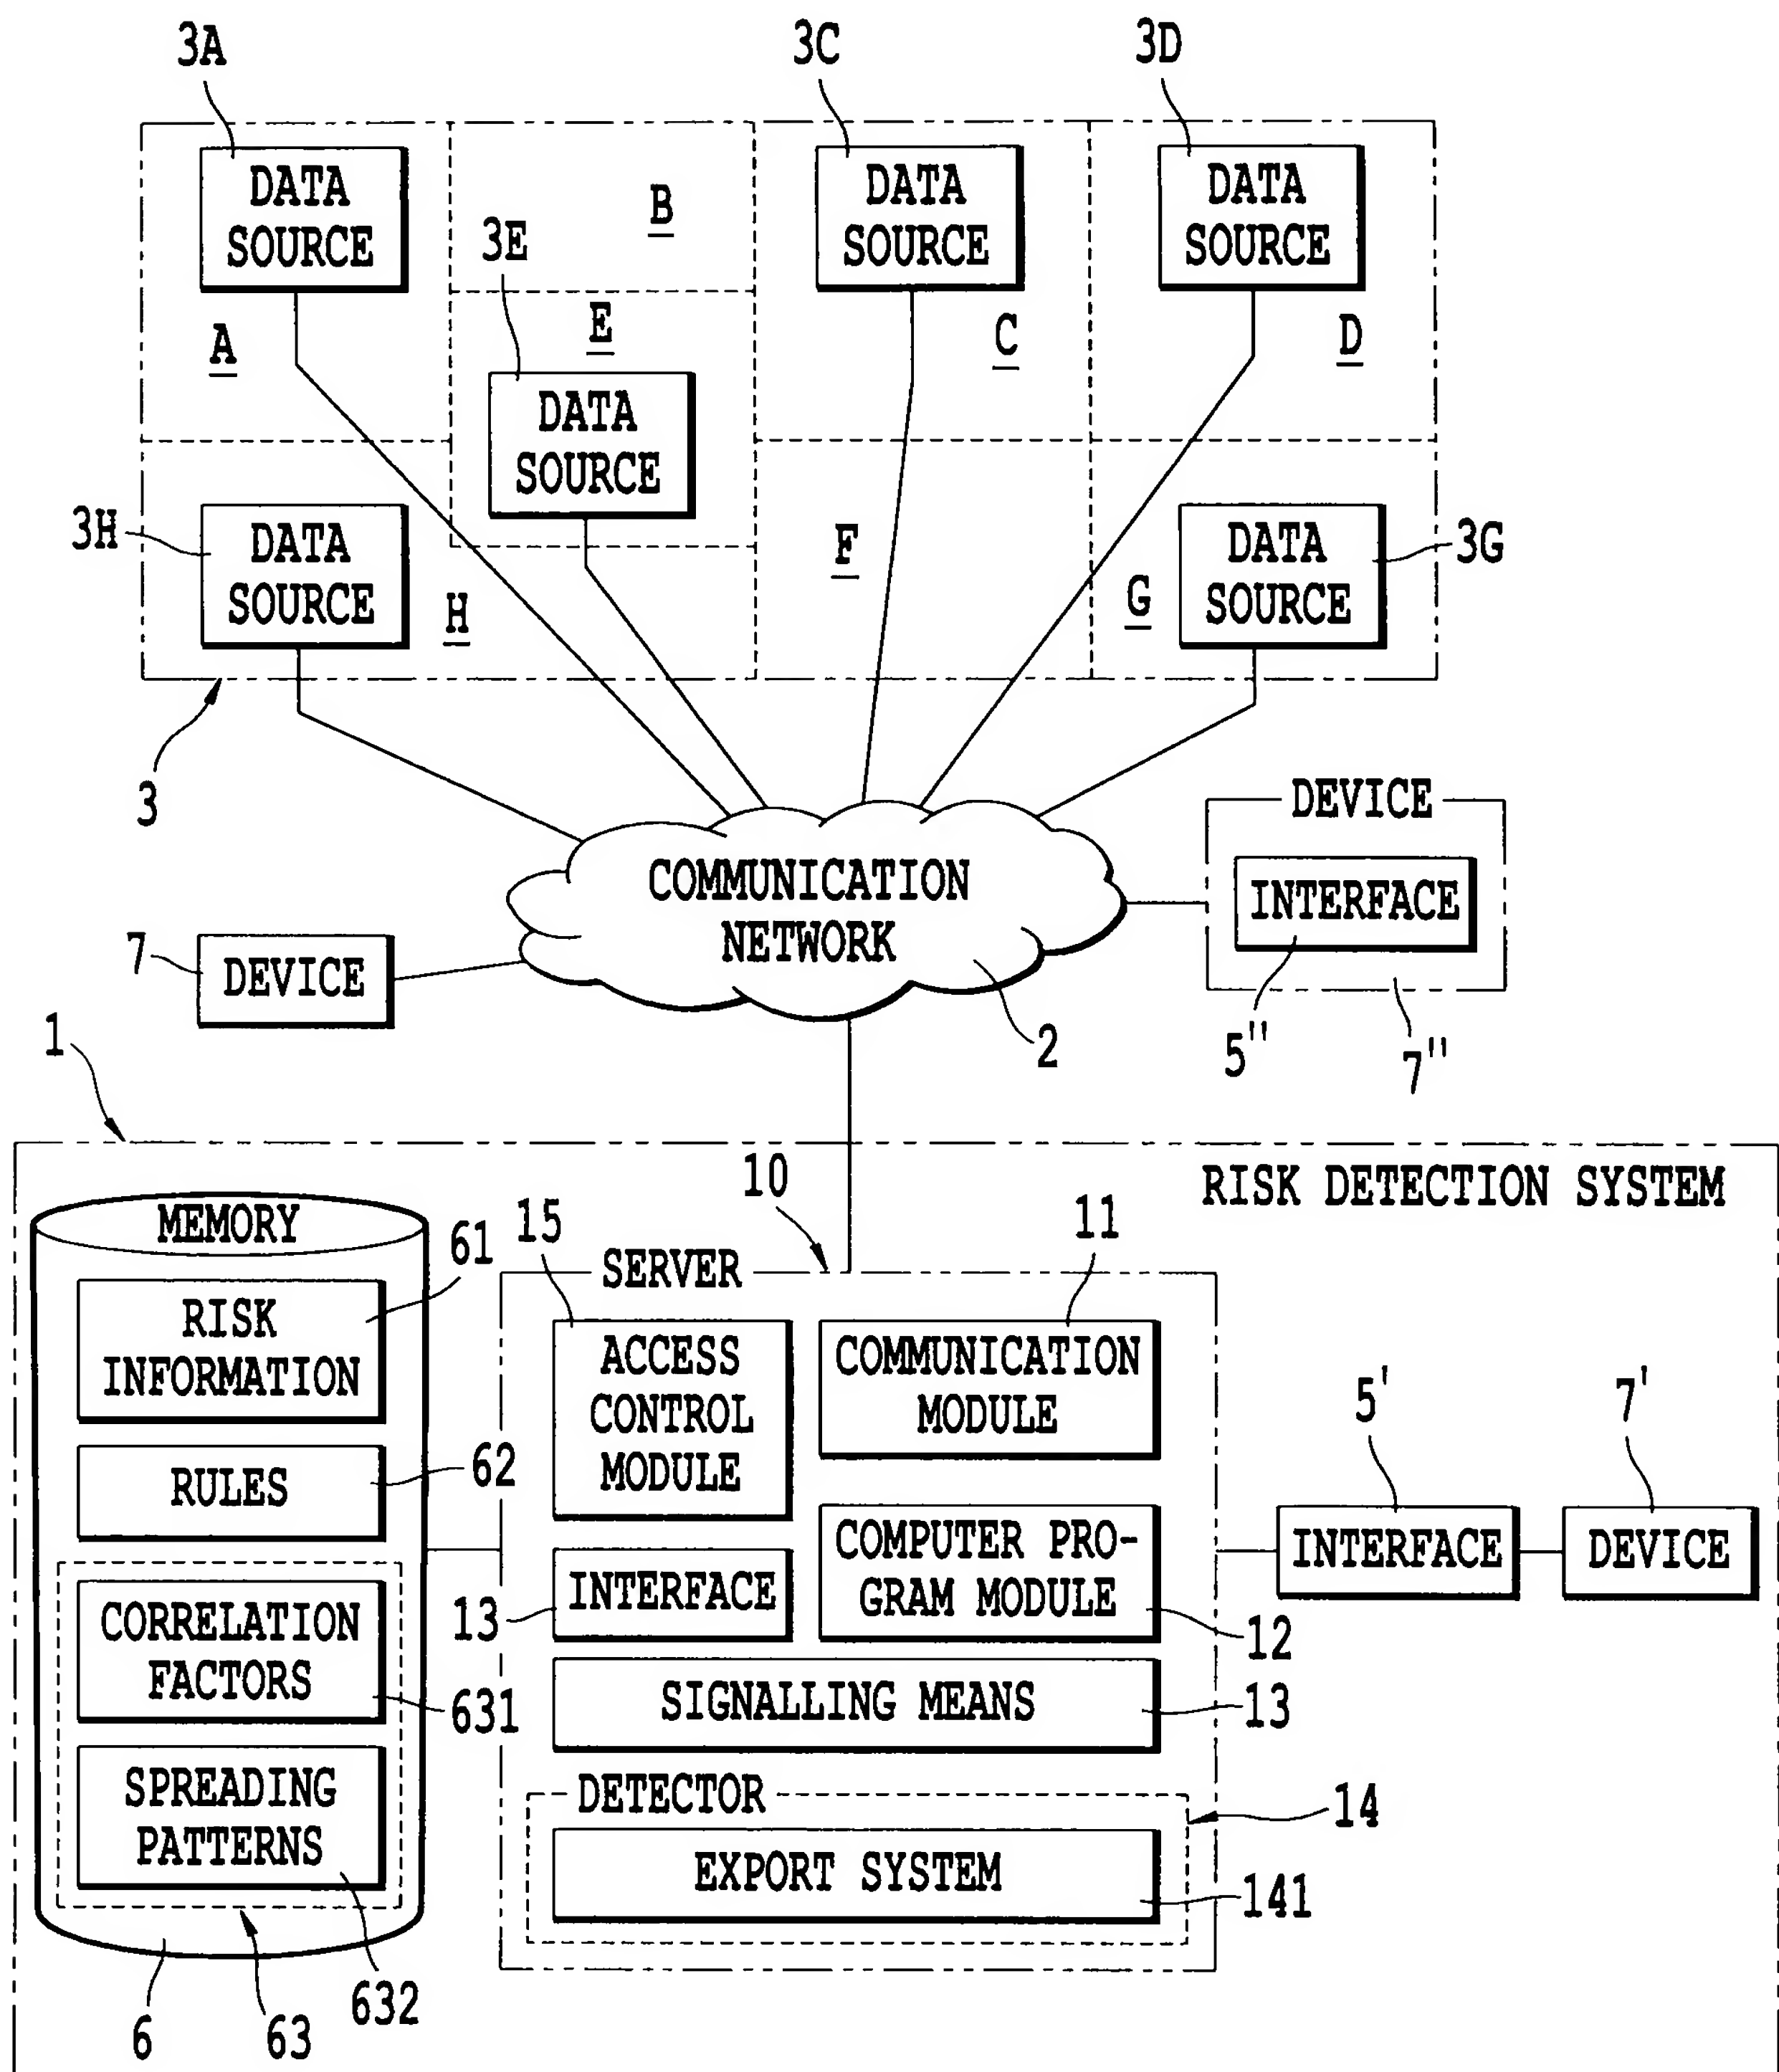 3A
3C
3D
DATA
SOURCE
B
DATA
SOURCE
DATA
SOURCE
3E
A
E
C
D
DATA
SOURCE
3H
DATA
SOURCE
H
F
G
DATA
SOURCE
3G
3
DEVICE
INTERFACE
COMMUNICATION
NETWORK
7
DEVICE
2
5''
7''
1
10
RISK DETECTION SYSTEM
MEMORY
61
RISK
INFORMATION
RULES
62
CORRELATION
FACTORS
631
SPREADING
PATTERNS
6
63
632
15
SERVER
11
ACCESS
CONTROL
MODULE
COMMUNICATION
MODULE
13
INTERFACE
COMPUTER PRO-
GRAM MODULE
12
SIGNALLING MEANS
13
DETECTOR
14
EXPORT SYSTEM
141
5'
7'
INTERFACE
DEVICE